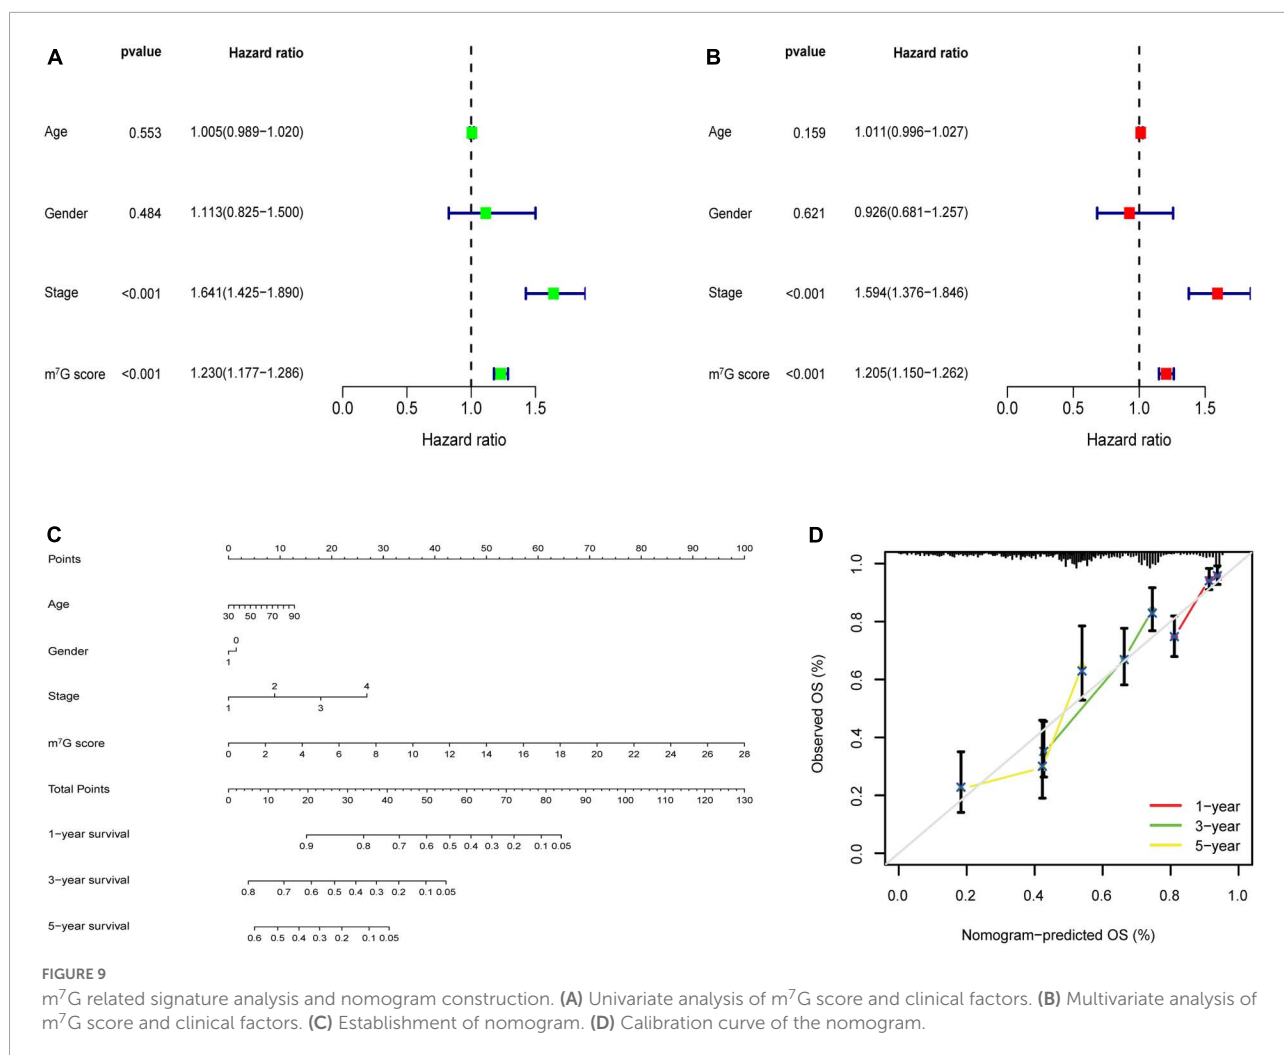 A
pvalue Hazard ratio
Age 0.553 1.005(0.989−1.020)
Gender 0.484 1.113(0.825−1.500)
Stage <0.001 1.641(1.425−1.890)
m⁷G score <0.001 1.230(1.177−1.286)
0.0 0.5 1.0 1.5
Hazard ratio
B
pvalue Hazard ratio
Age 0.159 1.011(0.996−1.027)
Gender 0.621 0.926(0.681−1.257)
Stage <0.001 1.594(1.376−1.846)
m⁷G score <0.001 1.205(1.150−1.262)
0.0 0.5 1.0 1.5
Hazard ratio
C
Points 0 10 20 30 40 50 60 70 80 90 100
Age 30 50 70 90
Gender 1 0
Stage 1 2 3 4
m⁷G score 0 2 4 6 8 10 12 14 16 18 20 22 24 26 28
Total Points 0 10 20 30 40 50 60 70 80 90 100 110 120 130
1−year survival 0.9 0.8 0.7 0.6 0.5 0.4 0.3 0.2 0.1 0.05
3−year survival 0.8 0.7 0.6 0.5 0.4 0.3 0.2 0.1 0.05
5−year survival 0.6 0.5 0.4 0.3 0.2 0.1 0.05
D
Observed OS (%)
1.0
0.8
0.6
0.4
0.2
0.0
1−year
3−year
5−year
0.0 0.2 0.4 0.6 0.8 1.0
Nomogram−predicted OS (%)
FIGURE 9
m⁷G related signature analysis and nomogram construction. (A) Univariate analysis of m⁷G score and clinical factors. (B) Multivariate analysis of
m⁷G score and clinical factors. (C) Establishment of nomogram. (D) Calibration curve of the nomogram.